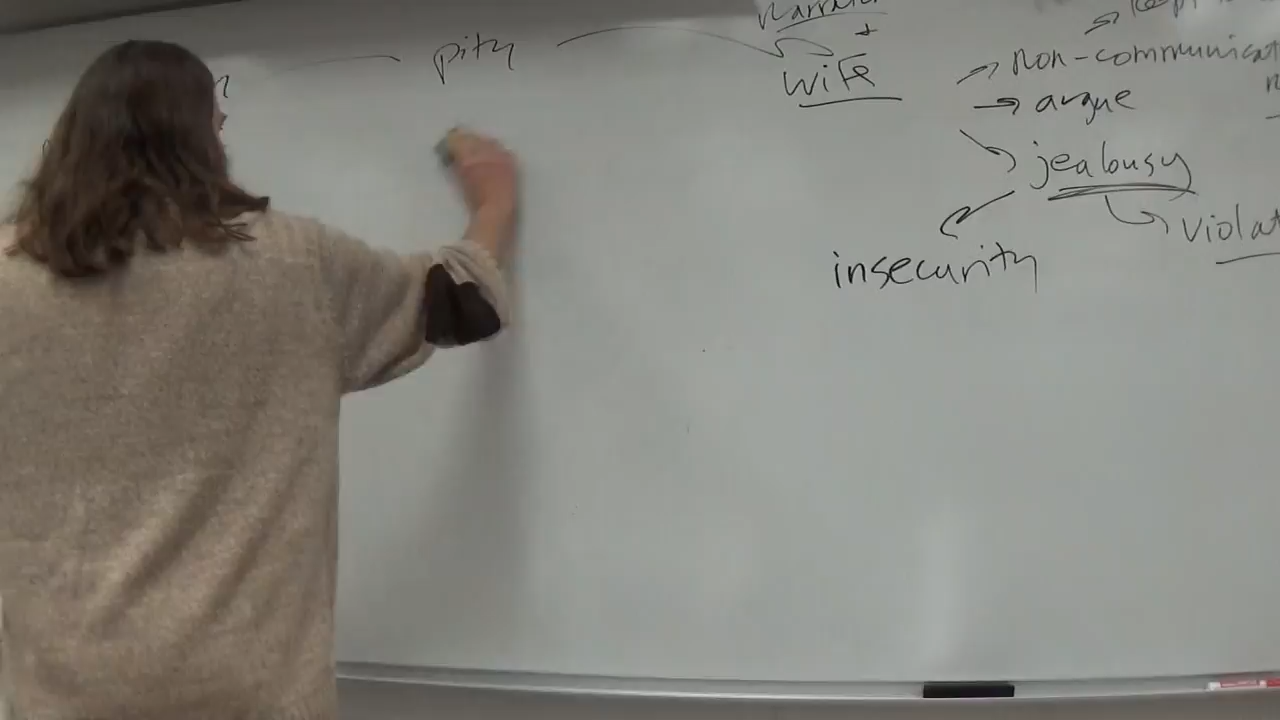 pity
wife
→ non-communicat
→ argue
jealousy
violat
insecurity